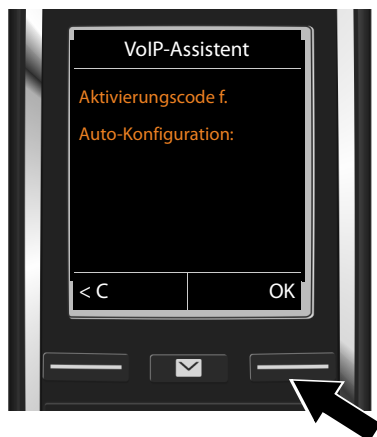 VoIP-Assistent
Aktivierungscode f.
Auto-Konfiguration:
< C OK